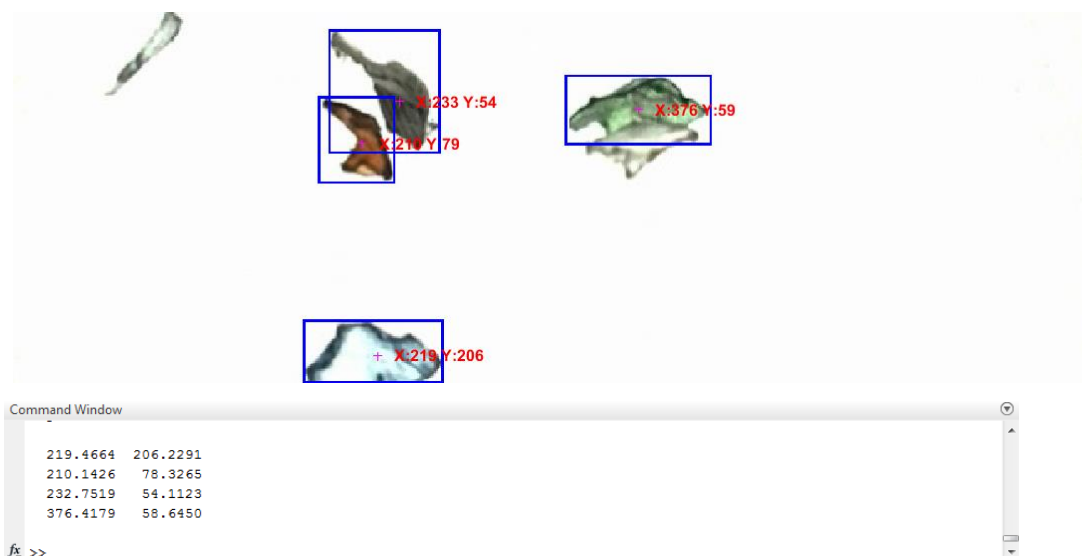 X:233 Y:54
X:376 Y:59
X:210 Y:79
X:219 Y:206
Command Window
219.4664 206.2291
210.1426 78.3265
232.7519 54.1123
376.4179 58.6450
fx >>